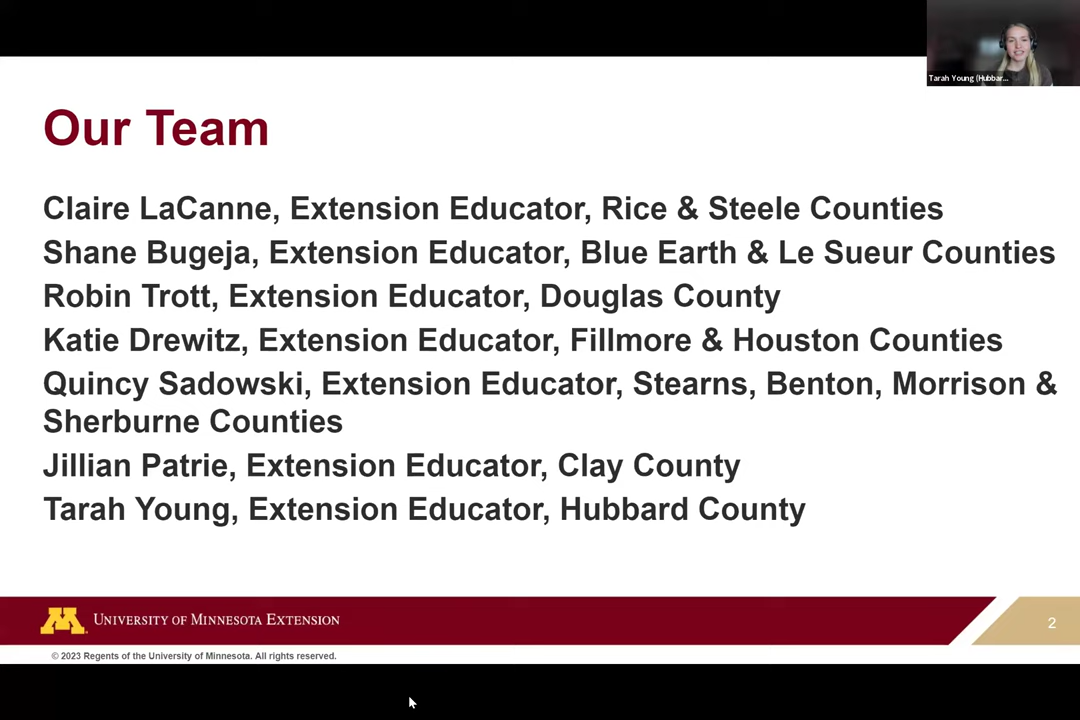 Tarah Young (Hubbar...
Our Team
Claire LaCanne, Extension Educator, Rice & Steele Counties
Shane Bugeja, Extension Educator, Blue Earth & Le Sueur Counties
Robin Trott, Extension Educator, Douglas County
Katie Drewitz, Extension Educator, Fillmore & Houston Counties
Quincy Sadowski, Extension Educator, Stearns, Benton, Morrison &
Sherburne Counties
Jillian Patrie, Extension Educator, Clay County
Tarah Young, Extension Educator, Hubbard County
M
University of Minnesota Extension
2
© 2023 Regents of the University of Minnesota. All rights reserved.